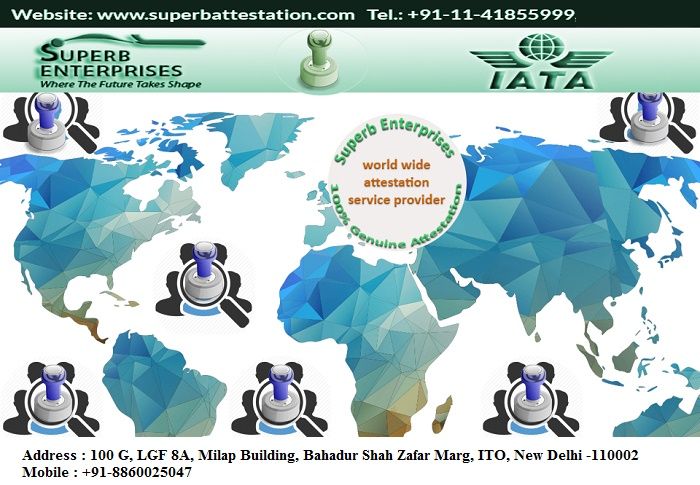 Website: www.superbattestation.com Tel.: +91-11-41855999;
SUPERB
ENTERPRISES
Where The Future Takes Shape
IATA
Superb Enterprises
world wide
attestation
service provider
100% Genuine Attestation
Address : 100 G, LGF 8A, Milap Building, Bahadur Shah Zafar Marg, ITO, New Delhi -110002
Mobile : +91-8860025047